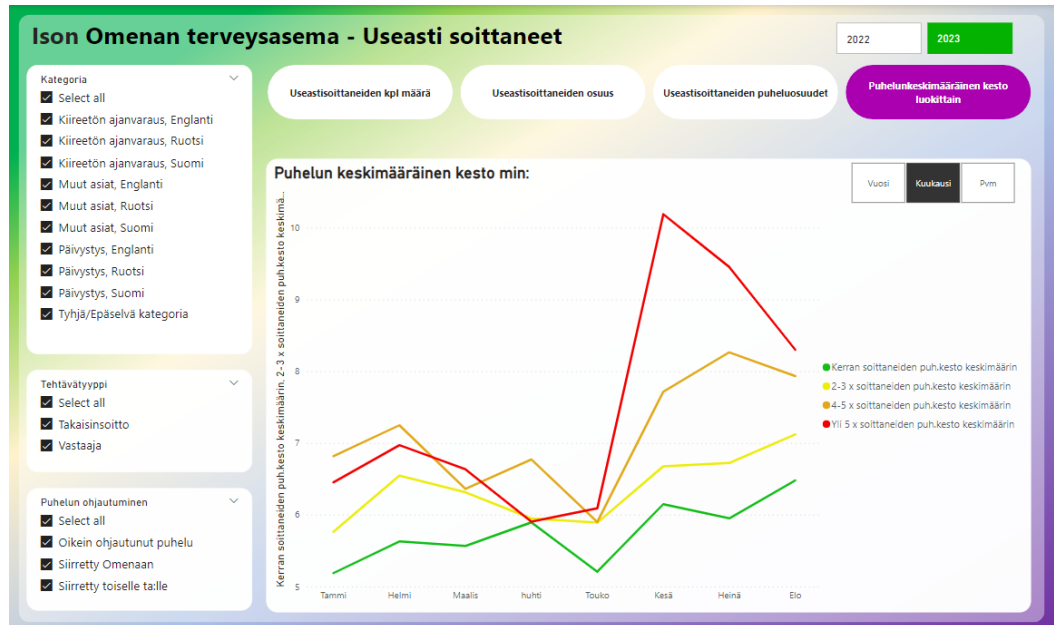 Ison Omenan terveysasema - Useasti soittaneet
2022
2023
Kategoria
Select all
Kiireetön ajanvaraus, Englanti
Kiireetön ajanvaraus, Ruotsi
Kiireetön ajanvaraus, Suomi
Muut asiat, Englanti
Muut asiat, Ruotsi
Muut asiat, Suomi
Päivystys, Englanti
Päivystys, Ruotsi
Päivystys, Suomi
Tyhjä/Epäselvä kategoria
Tehtävätyyppi
Select all
Takaisinsoitto
Vastaaja
Puhelun ohjautuminen
Select all
Oikein ohjautunut puhelu
Siirretty Omenaan
Siirretty toiselle ta:lle
Useastisoittaneiden kpl määrä
Useastisoittaneiden osuus
Useastisoittaneiden puheluosuudet
Puhelunkeskimääräinen kesto
luokittain
Puhelun keskimääräinen kesto min:
Vuosi
Kuukausi
Pvm
Kerran soittaneiden puh.kesto keskimäärin, 2-3 x soittaneiden puh.kesto keskimä...
10
9
8
7
6
5
Tammi
Helmi
Maalis
huhti
Touko
Kesä
Heinä
Elo
Kerran soittaneiden puh.kesto keskimäärin
2-3 x soittaneiden puh.kesto keskimäärin
4-5 x soittaneiden puh.kesto keskimäärin
Yli 5 x soittaneiden puh.kesto keskimäärin